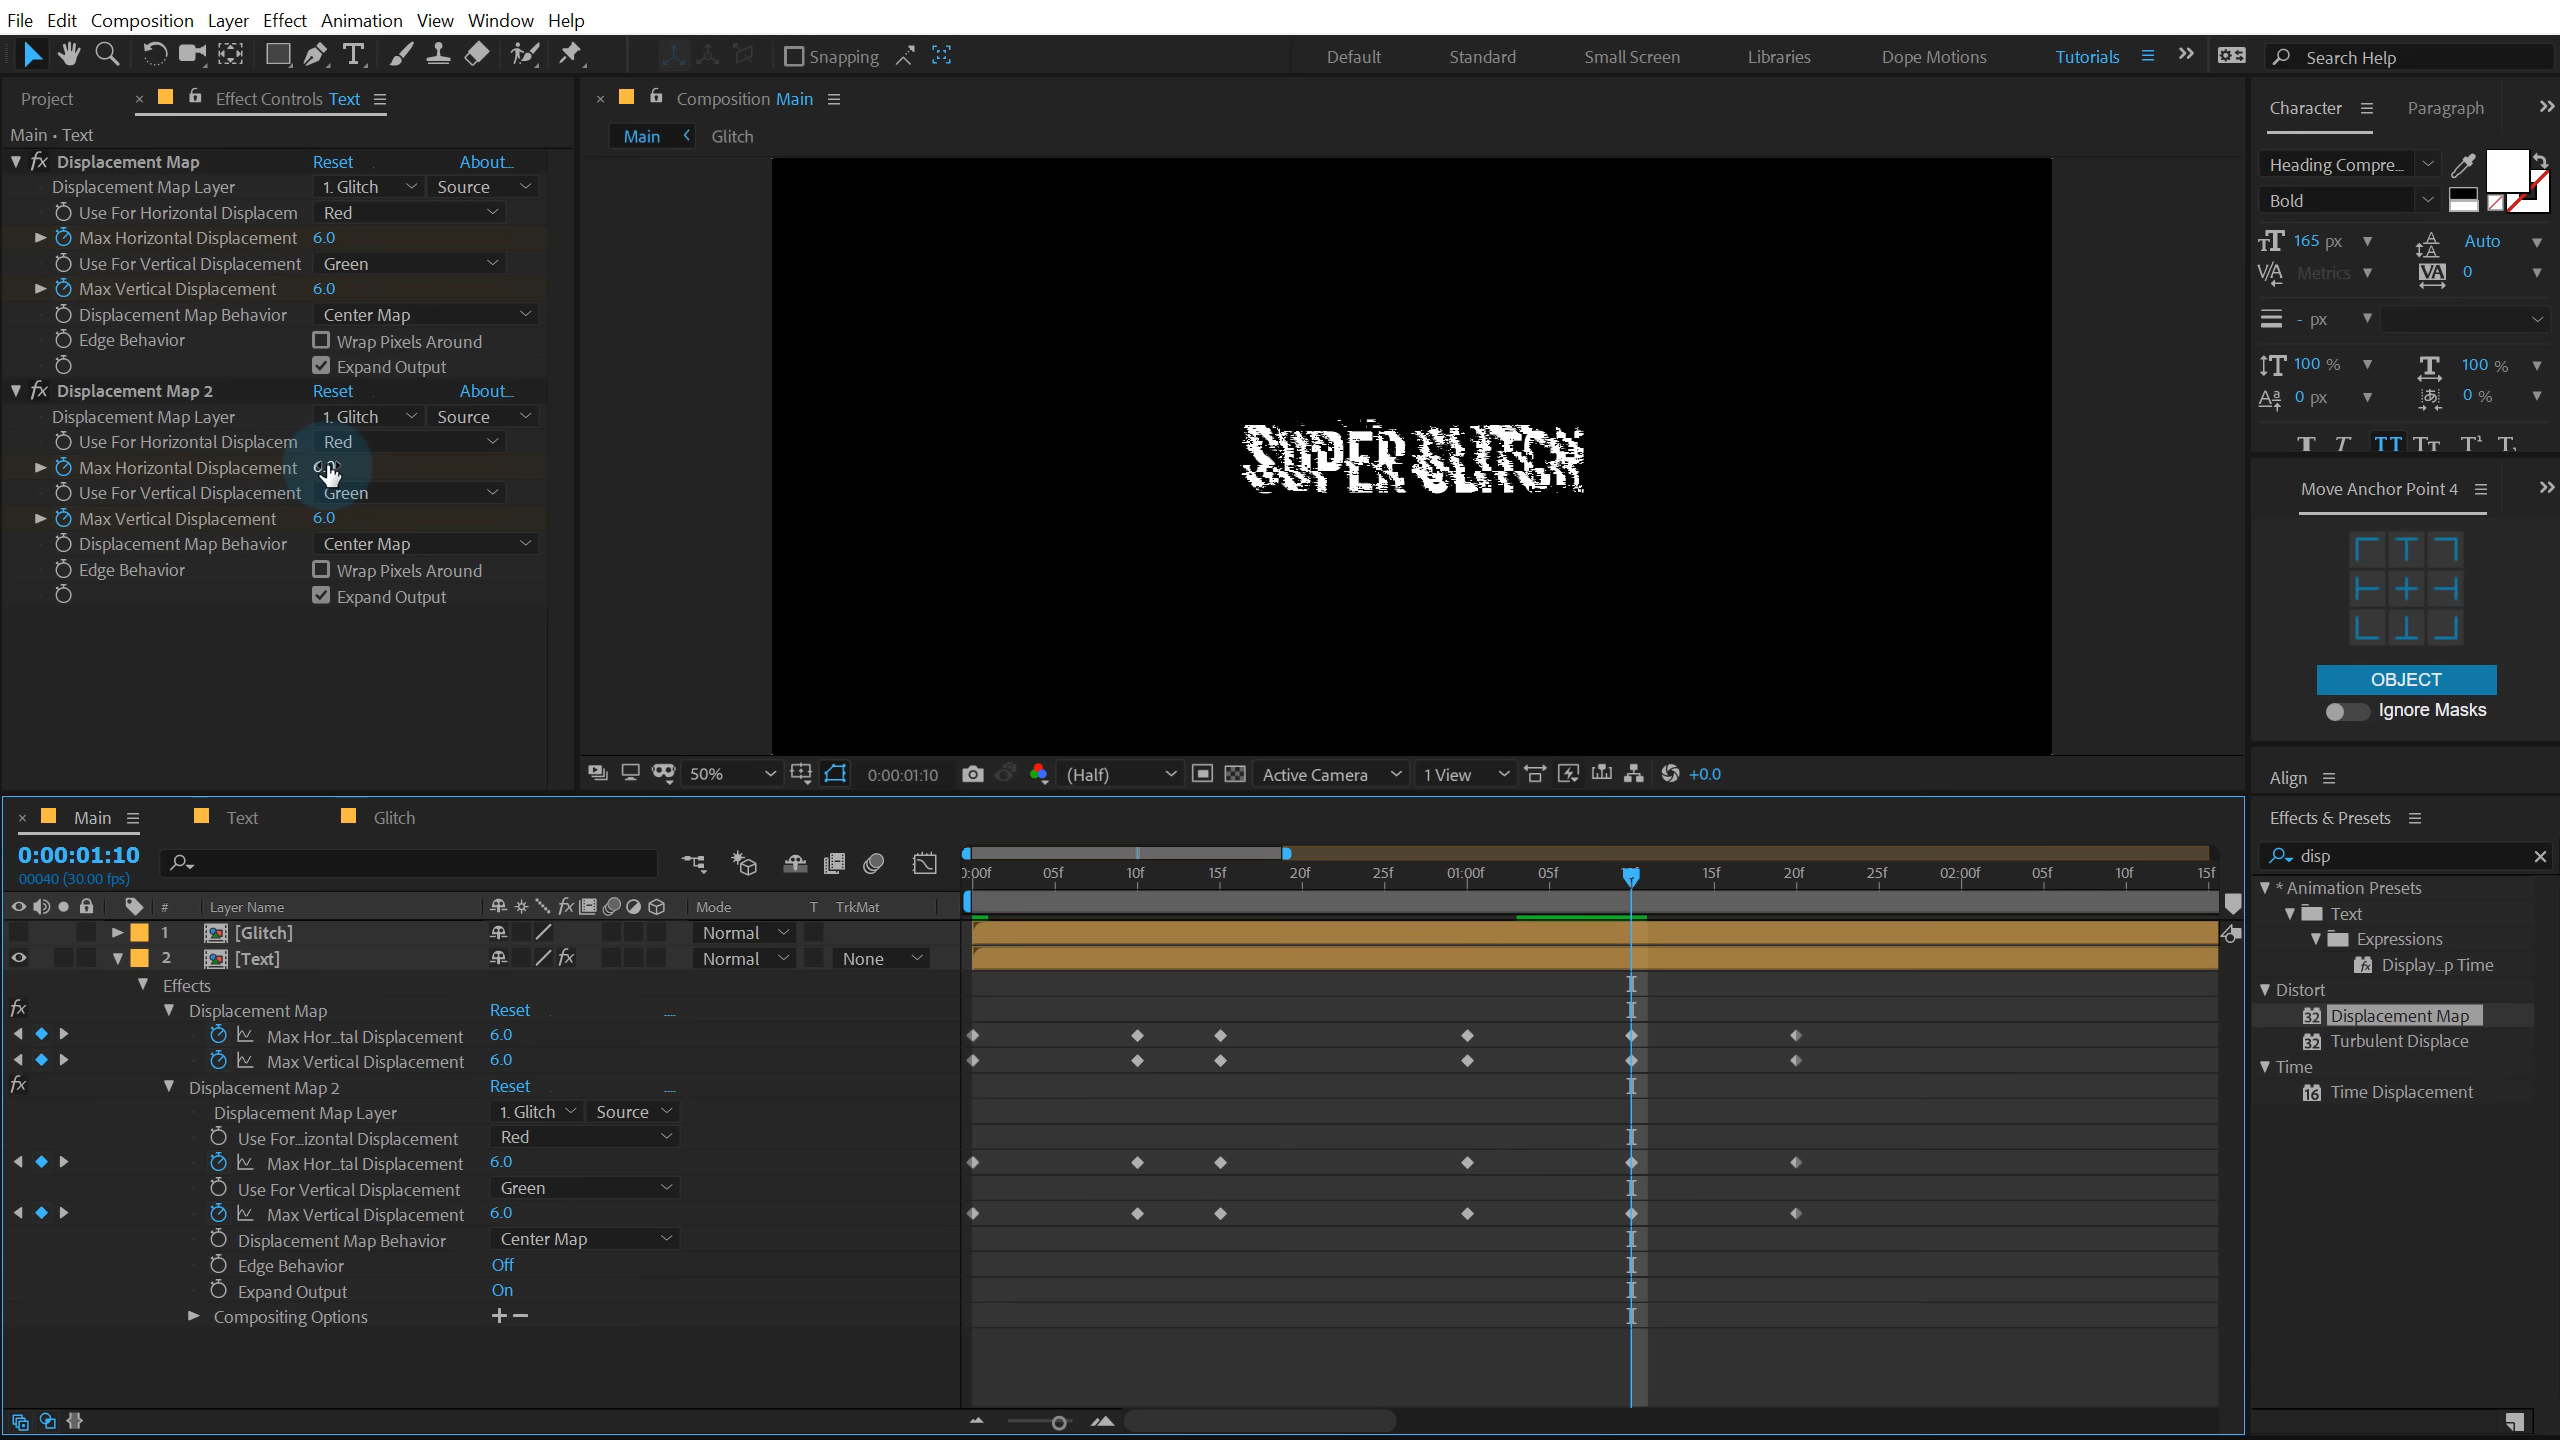 File Edit Composition Layer Effect Animation View Window Help
Snapping Default Standard Small Screen Libraries Dope Motions Tutorials Search Help
Project Effect Controls Text
Main • Text
Displacement Map Reset About...
Displacement Map Layer 1. Glitch Source
Use For Horizontal Displacem Red
Max Horizontal Displacement 6.0
Use For Vertical Displacement Green
Max Vertical Displacement 6.0
Displacement Map Behavior Center Map
Edge Behavior Wrap Pixels Around
Expand Output
Displacement Map 2 Reset About...
Displacement Map Layer 1. Glitch Source
Use For Horizontal Displacem Red
Max Horizontal Displacement
Use For Vertical Displacement Green
Max Vertical Displacement 6.0
Displacement Map Behavior Center Map
Edge Behavior Wrap Pixels Around
Expand Output
Composition Main
Main Glitch
SUPER GLITCH
50% 0:00:01:10 (Half) Active Camera 1 View +0.0
Character Paragraph
Heading Compre...
Bold
165 px Auto
Metrics 0
- px
100 % 100 %
0 px 0 %
Move Anchor Point 4
OBJECT
Ignore Masks
Align
Effects & Presets
disp
* Animation Presets
Text
Expressions
Display...p Time
Distort
32 Displacement Map
32 Turbulent Displace
Time
16 Time Displacement
Main Text Glitch
0:00:01:10
00040 (30.00 fps)
05f 10f 15f 20f 25f 01:00f 05f 15f 20f 25f 02:00f 05f 10f 15f
# Layer Name Mode T TrkMat
1 [Glitch] Normal
2 [Text] Normal None
Effects
Displacement Map Reset
Max Hor...tal Displacement 6.0
Max Vertical Displacement 6.0
Displacement Map 2 Reset
Displacement Map Layer 1. Glitch Source
Use For...izontal Displacement Red
Max Hor...tal Displacement 6.0
Use For Vertical Displacement Green
Max Vertical Displacement 6.0
Displacement Map Behavior Center Map
Edge Behavior Off
Expand Output On
Compositing Options